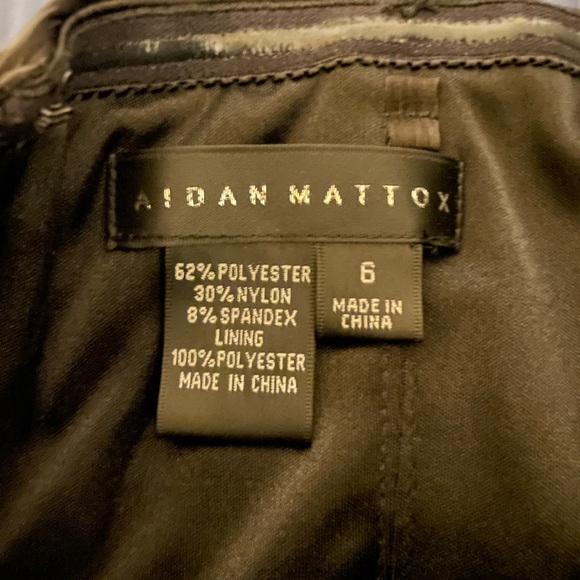 AIDAN MATTOX
62% POLYESTER
30% NYLON
8% SPANDEX
LINING
100% POLYESTER
MADE IN CHINA
6
MADE IN
CHINA